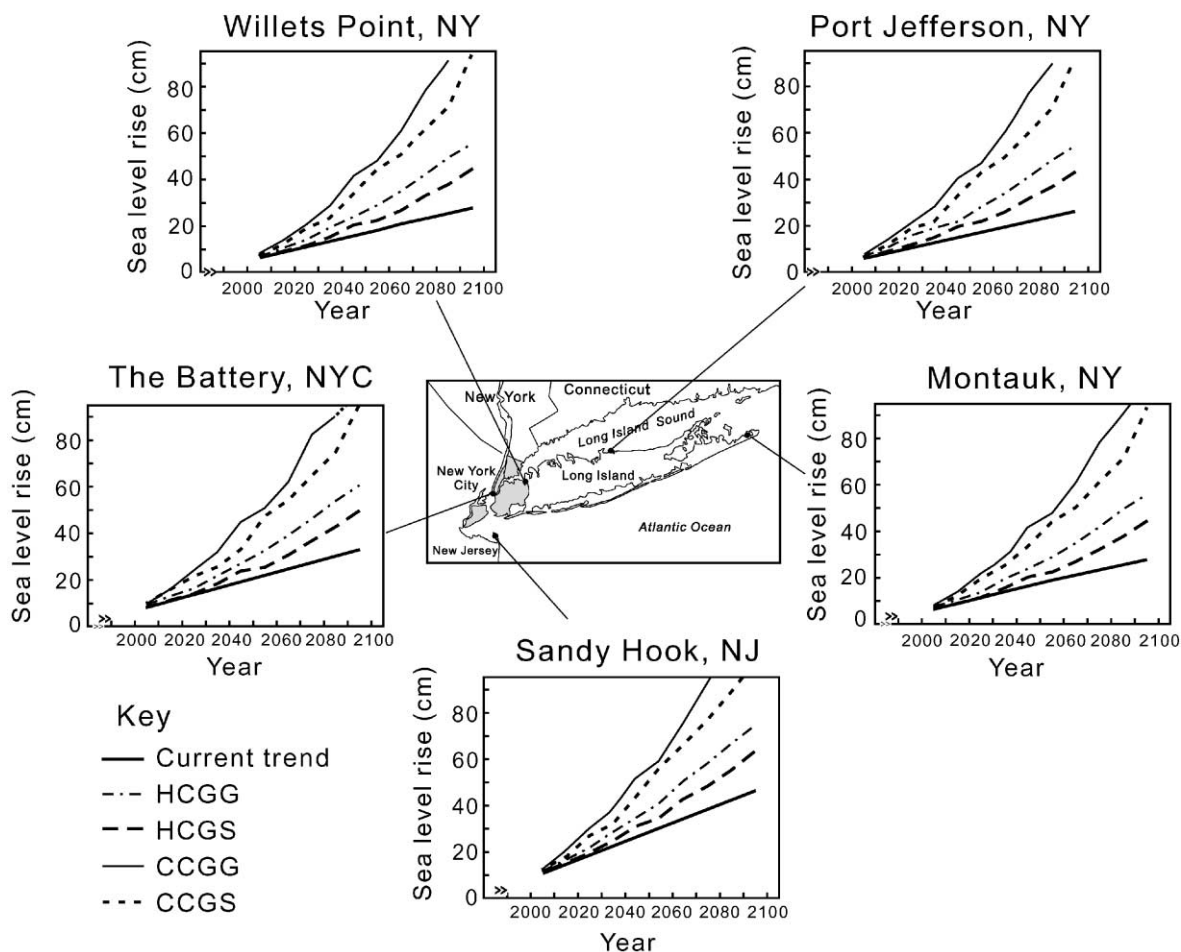 Willets Point, NY
Sea level rise (cm)
80
60
40
20
0
2000 2020 2040 2060 2080 2100
Year
Port Jefferson, NY
Sea level rise (cm)
80
60
40
20
0
2000 2020 2040 2060 2080 2100
Year
The Battery, NYC
Sea level rise (cm)
80
60
40
20
0
2000 2020 2040 2060 2080 2100
Year
New York
Connecticut
Long Island Sound
New York
City
Long Island
Atlantic Ocean
New Jersey
Montauk, NY
Sea level rise (cm)
80
60
40
20
0
2000 2020 2040 2060 2080 2100
Year
Sandy Hook, NJ
Sea level rise (cm)
80
60
40
20
0
2000 2020 2040 2060 2080 2100
Year
Key
Current trend
HCGG
HCGS
CCGG
CCGS